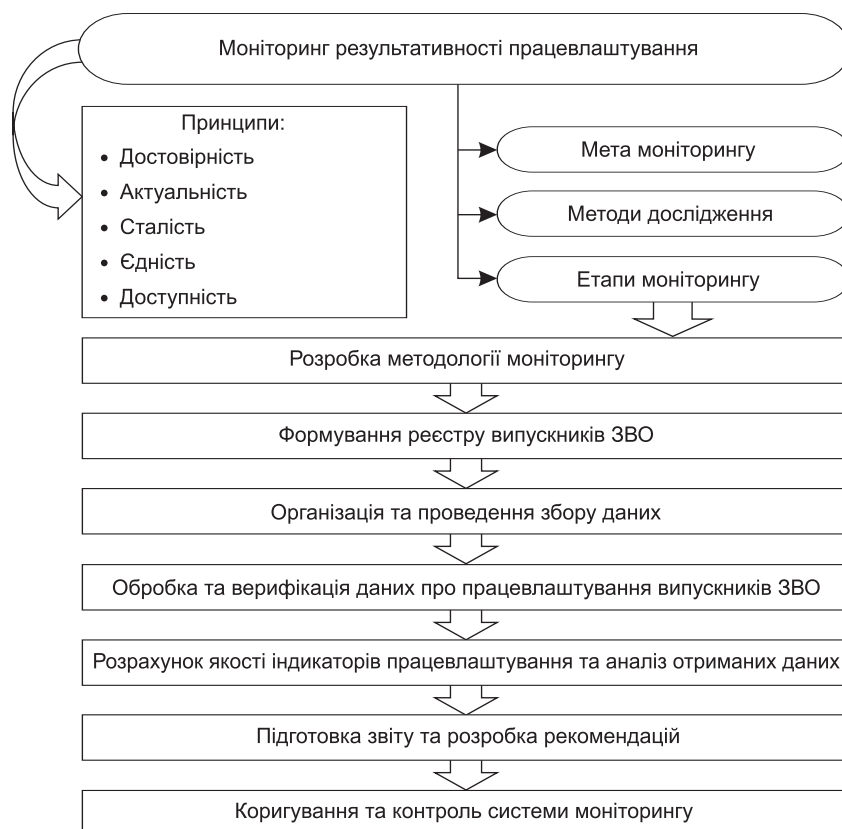 Моніторинг результативності працевлаштування
Принципи:
• Достовірність
• Актуальність
• Сталість
• Єдність
• Доступність
Мета моніторингу
Методи дослідження
Етапи моніторингу
Розробка методології моніторингу
Формування реєстру випускників ЗВО
Організація та проведення збору даних
Обробка та верифікація даних про працевлаштування випускників ЗВО
Розрахунок якості індикаторів працевлаштування та аналіз отриманих даних
Підготовка звіту та розробка рекомендацій
Коригування та контроль системи моніторингу